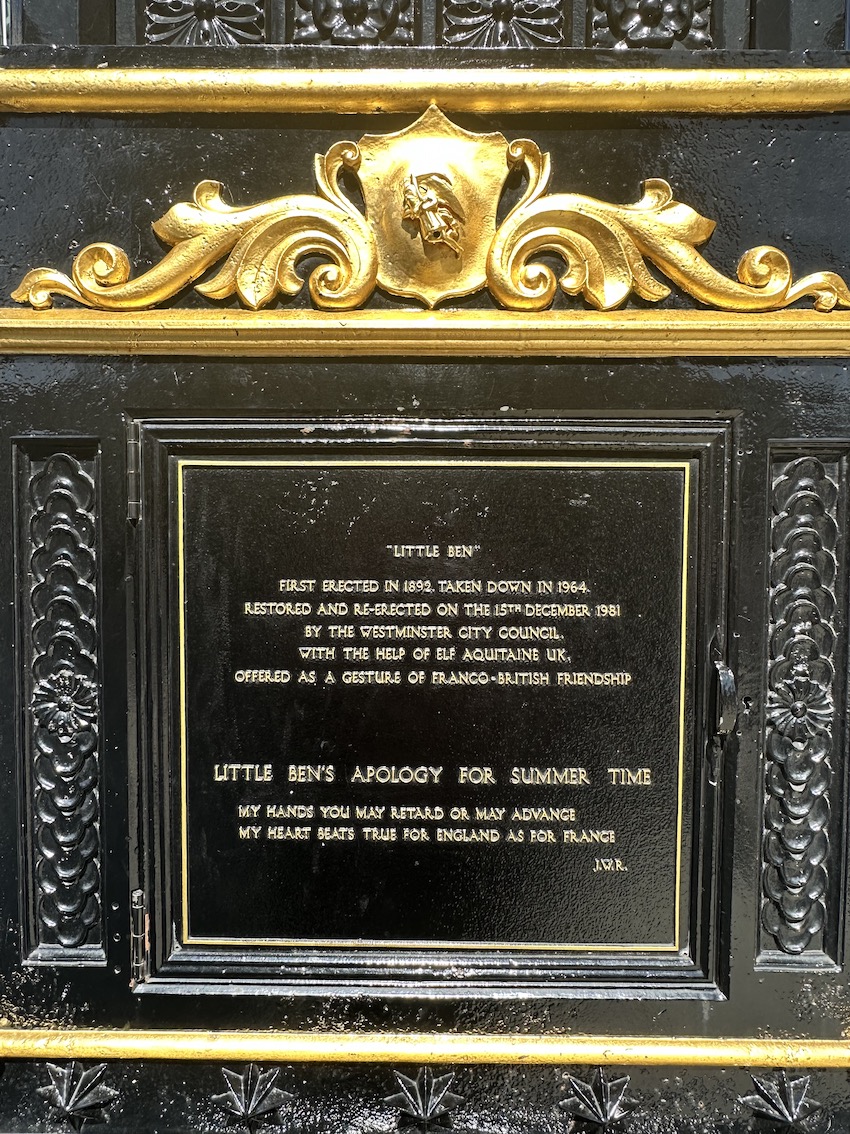 "LITTLE BEN"
FIRST ERECTED IN 1892. TAKEN DOWN IN 1964.
RESTORED AND RE-ERECTED ON THE 15TH DECEMBER 1981
BY THE WESTMINSTER CITY COUNCIL.
WITH THE HELP OF ELF AQUITAINE UK.
OFFERED AS A GESTURE OF FRANCO-BRITISH FRIENDSHIP
LITTLE BEN'S APOLOGY FOR SUMMER TIME
MY HANDS YOU MAY RETARD OR MAY ADVANCE
MY HEART BEATS TRUE FOR ENGLAND AS FOR FRANCE
J.W.R.